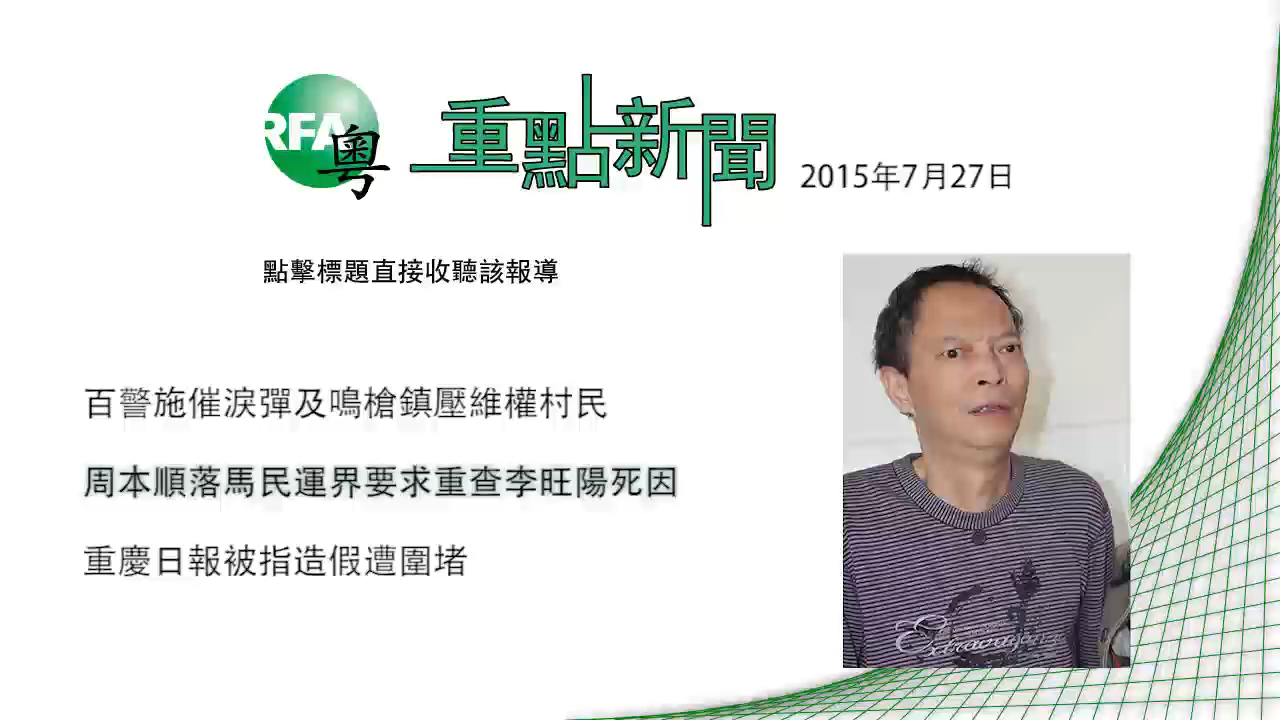 RFA 粵 重點新聞 2015年7月27日
點擊標題直接收聽該報導
百警施催淚彈及鳴槍鎮壓維權村民
周本順落馬民運界要求重查李旺陽死因
重慶日報被指造假遭圍堵
Extraordinary